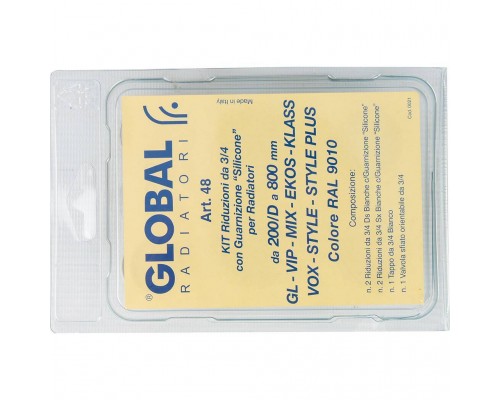 ® GLOBAL
RADIATORI
Made in Italy
Art. 48
KIT Riduzioni da 3/4
con Guarnizione "Silicone"
per Radiatori
da 200/D a 800 mm
GL - VIP - MIX - EKOS - KLASS
VOX - STYLE - STYLE PLUS
Colore RAL 9010
Composizione:
n. 2 Riduzioni da 3/4 Ds Bianche c/Guarnizione "Silicone"
n. 2 Riduzioni da 3/4 Sx Bianche c/Guarnizione "Silicone"
n. 1 Tappo da 3/4 Bianco
n. 1 Valvola sfiato orientabile da 3/4